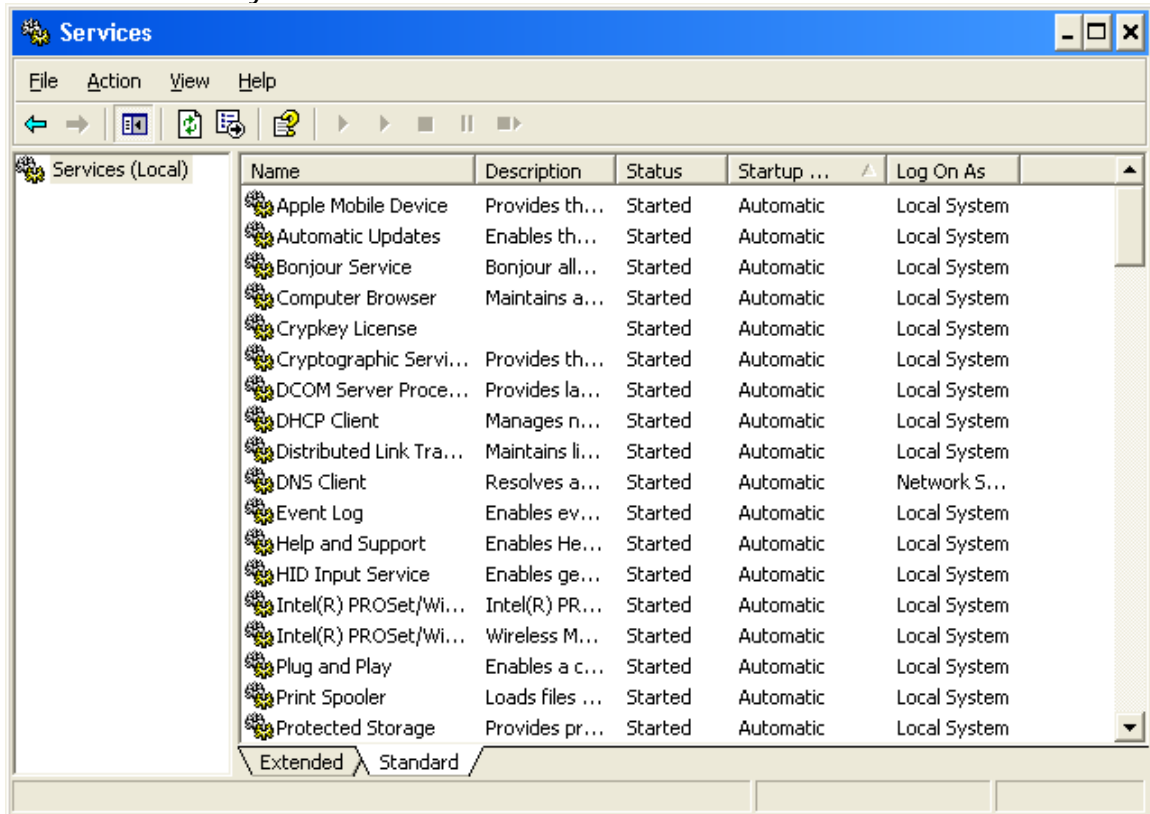 Services
File Action View Help
Services (Local)
Name Description Status Startup ... Log On As
Apple Mobile Device Provides th... Started Automatic Local System
Automatic Updates Enables th... Started Automatic Local System
Bonjour Service Bonjour all... Started Automatic Local System
Computer Browser Maintains a... Started Automatic Local System
Crypkey License Started Automatic Local System
Cryptographic Servi... Provides th... Started Automatic Local System
DCOM Server Proce... Provides la... Started Automatic Local System
DHCP Client Manages n... Started Automatic Local System
Distributed Link Tra... Maintains li... Started Automatic Local System
DNS Client Resolves a... Started Automatic Network S...
Event Log Enables ev... Started Automatic Local System
Help and Support Enables He... Started Automatic Local System
HID Input Service Enables ge... Started Automatic Local System
Intel(R) PROSet/Wi... Intel(R) PR... Started Automatic Local System
Intel(R) PROSet/Wi... Wireless M... Started Automatic Local System
Plug and Play Enables a c... Started Automatic Local System
Print Spooler Loads files ... Started Automatic Local System
Protected Storage Provides pr... Started Automatic Local System
Extended Standard